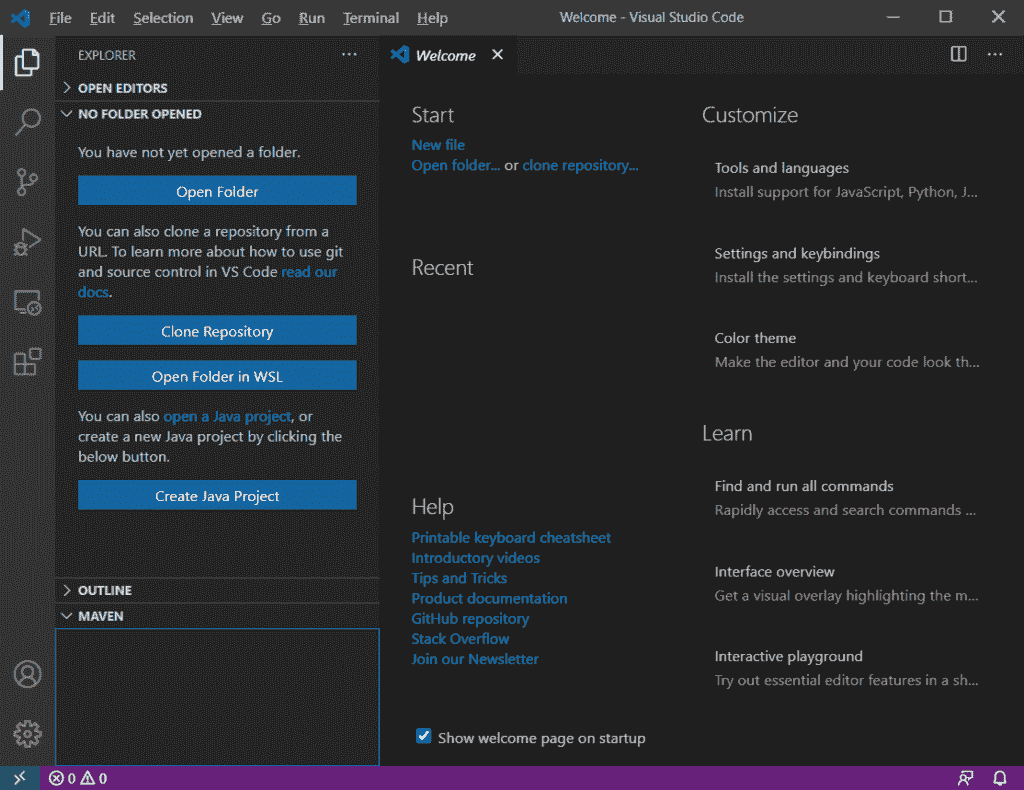 File Edit Selection View Go Run Terminal Help
Welcome - Visual Studio Code
EXPLORER
OPEN EDITORS
NO FOLDER OPENED
You have not yet opened a folder.
Open Folder
You can also clone a repository from a
URL. To learn more about how to use git
and source control in VS Code read our
docs.
Clone Repository
Open Folder in WSL
You can also open a Java project, or
create a new Java project by clicking the
below button.
Create Java Project
OUTLINE
MAVEN
Welcome
Start
New file
Open folder... or clone repository...
Recent
Help
Printable keyboard cheatsheet
Introductory videos
Tips and Tricks
Product documentation
GitHub repository
Stack Overflow
Join our Newsletter
Show welcome page on startup
Customize
Tools and languages
Install support for JavaScript, Python, J...
Settings and keybindings
Install the settings and keyboard short...
Color theme
Make the editor and your code look th...
Learn
Find and run all commands
Rapidly access and search commands ...
Interface overview
Get a visual overlay highlighting the m...
Interactive playground
Try out essential editor features in a sh...
0 0